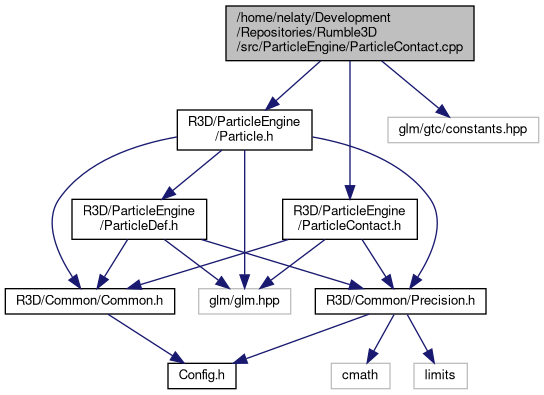 /home/nelaty/Development
/Repositories/Rumble3D
/src/ParticleEngine/ParticleContact.cpp
R3D/ParticleEngine
/Particle.h
glm/gtc/constants.hpp
R3D/ParticleEngine
/ParticleDef.h
R3D/ParticleEngine
/ParticleContact.h
R3D/Common/Common.h
glm/glm.hpp
R3D/Common/Precision.h
Config.h
cmath
limits